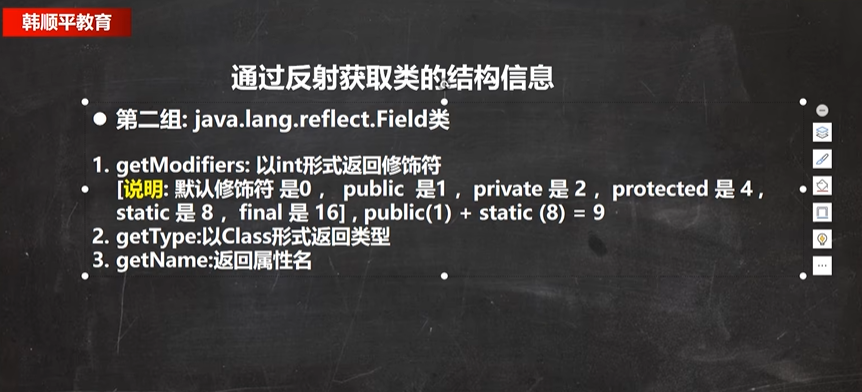 韩顺平教育
通过反射获取类的结构信息
● 第二组: java.lang.reflect.Field类
1. getModifiers: 以int形式返回修饰符
[说明: 默认修饰符 是0 ， public 是1 ，private 是 2 ，protected 是 4 ，
static 是 8 ，final 是 16] , public(1) + static (8) = 9
2. getType:以Class形式返回类型
3. getName:返回属性名